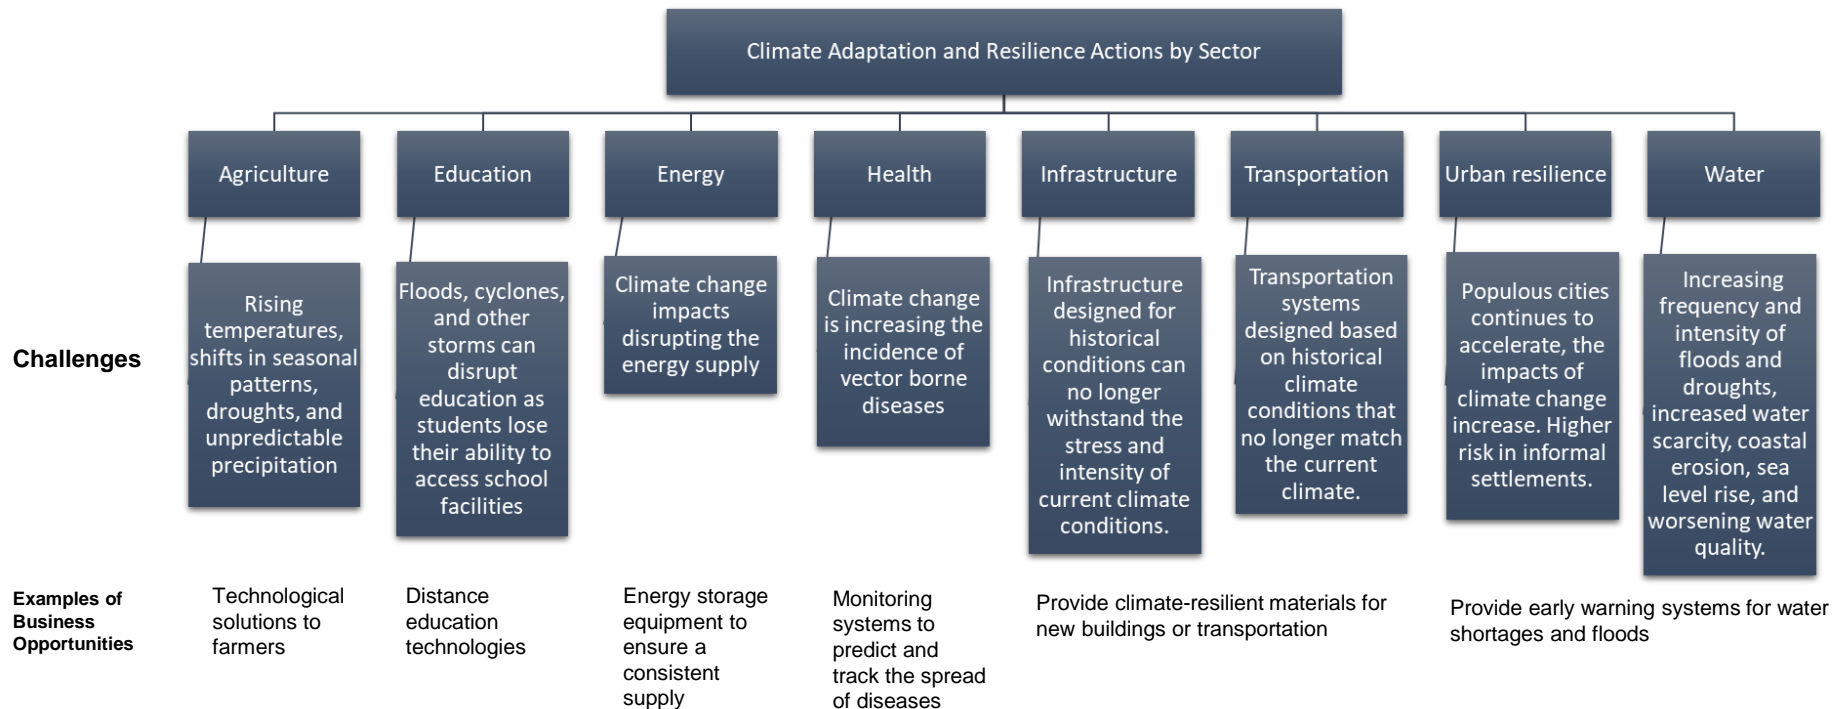 Climate Adaptation and Resilience Actions by Sector
Agriculture
Education
Energy
Health
Infrastructure
Transportation
Urban resilience
Water
Challenges
Rising
temperatures,
shifts in seasonal
patterns,
droughts, and
unpredictable
precipitation
Floods, cyclones,
and other
storms can
disrupt
education as
students lose
their ability to
access school
facilities
Climate change
impacts
disrupting the
energy supply
Climate change
is increasing the
incidence of
vector borne
diseases
Infrastructure
designed for
historical
conditions can
no longer
withstand the
stress and
intensity of
current climate
conditions.
Transportation
systems
designed based
on historical
climate
conditions that
no longer match
the current
climate.
Populous cities
continues to
accelerate, the
impacts of
climate change
increase. Higher
risk in informal
settlements.
Increasing
frequency and
intensity of
floods and
droughts,
increased water
scarcity, coastal
erosion, sea
level rise, and
worsening water
quality.
Examples of
Business
Opportunities
Technological
solutions to
farmers
Distance
education
technologies
Energy storage
equipment to
ensure a
consistent
supply
Monitoring
systems to
predict and
track the spread
of diseases
Provide climate-resilient materials for
new buildings or transportation
Provide early warning systems for water
shortages and floods